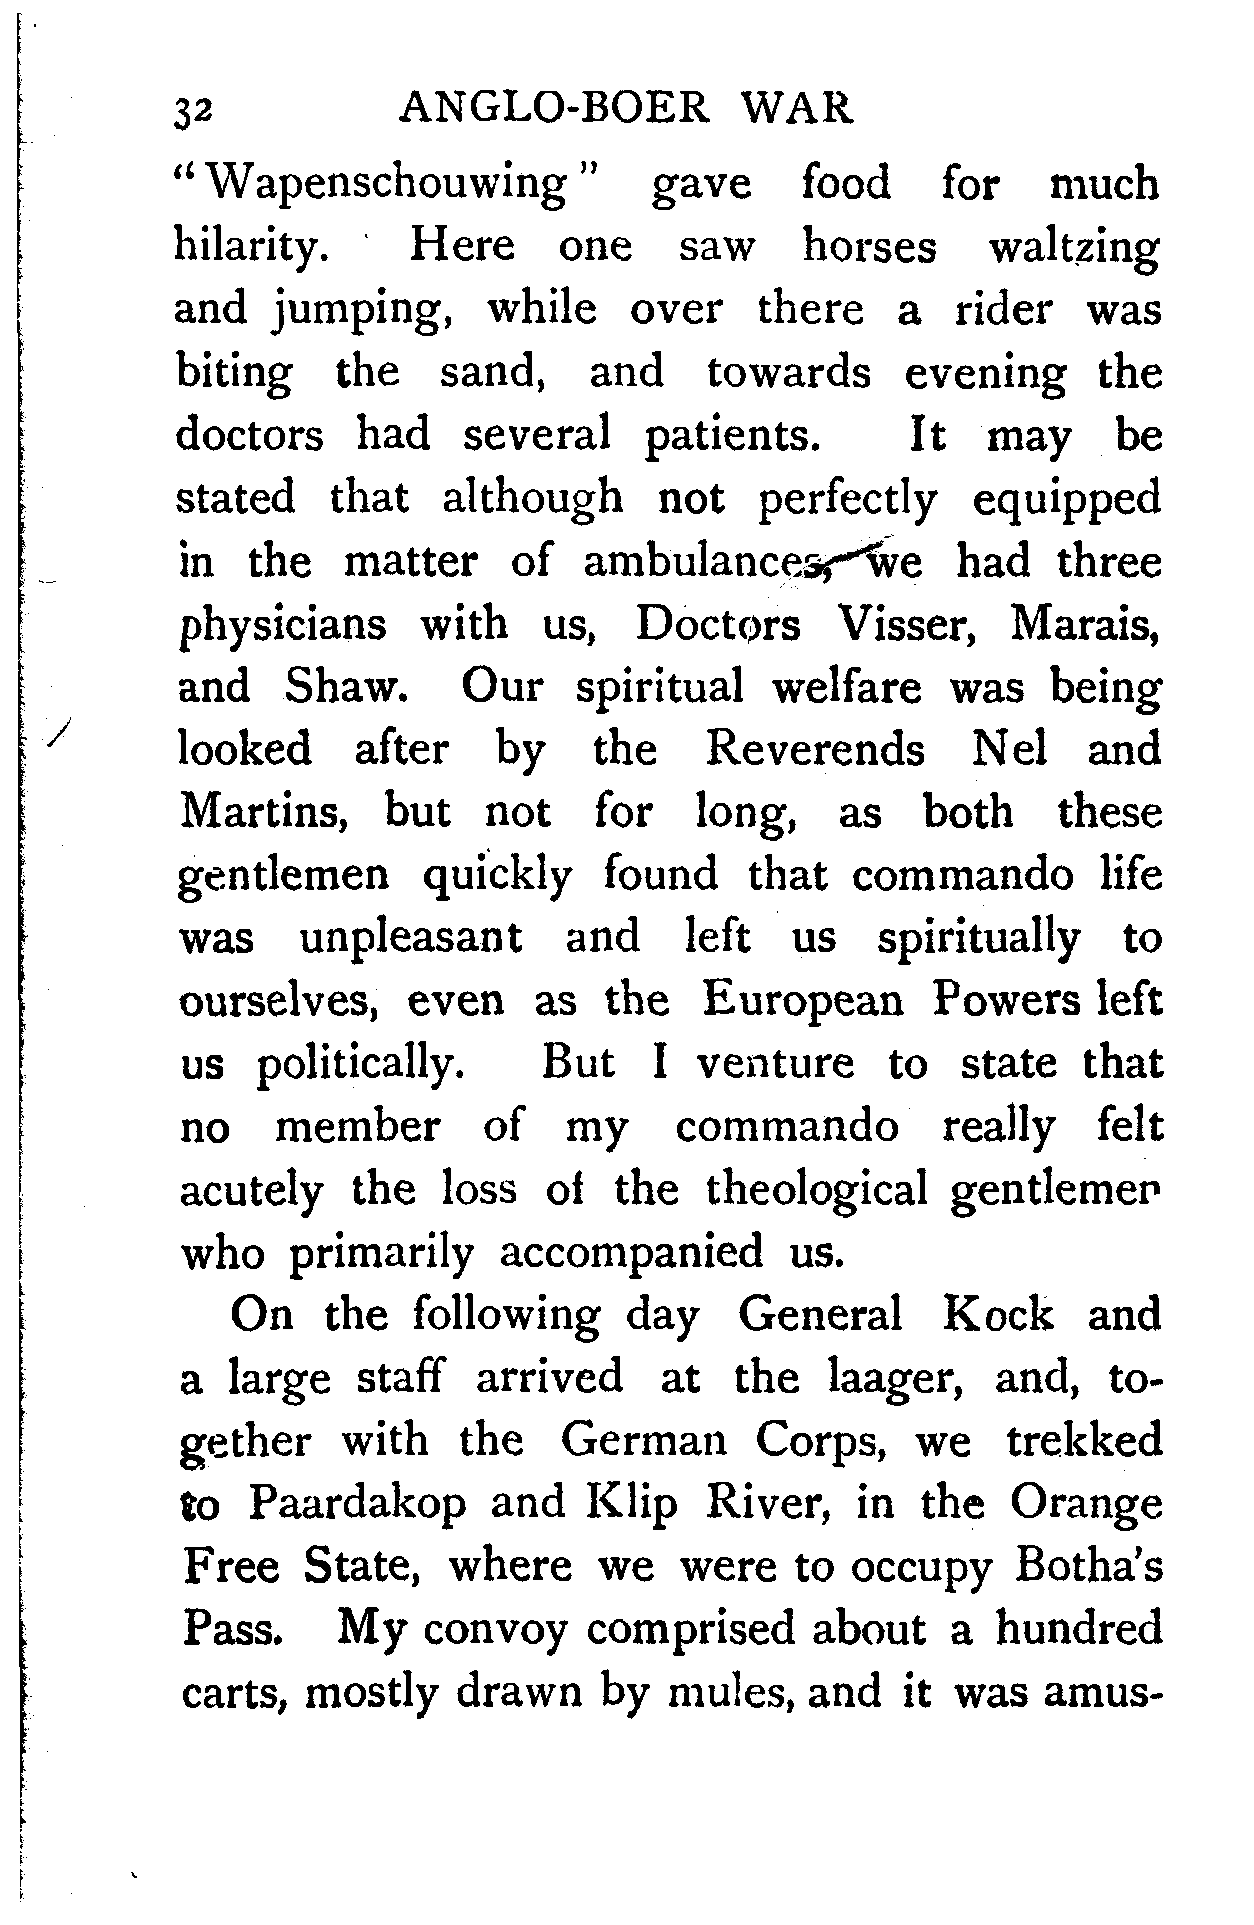 32 ANGLO-BOER WAR
“Wapenschouwing” gave food for much
hilarity. Here one saw horses waltzing
and jumping, while over there a rider was
biting the sand, and towards evening the
doctors had several patients. It may be
stated that although not perfectly equipped
in the matter of ambulances, we had three
physicians with us, Doctors Visser, Marais,
and Shaw. Our spiritual welfare was being
looked after by the Reverends Nel and
Martins, but not for long, as both these
gentlemen quickly found that commando life
was unpleasant and left us spiritually to
ourselves, even as the European Powers left
us politically. But I venture to state that
no member of my commando really felt
acutely the loss of the theological gentlemen
who primarily accompanied us.
On the following day General Kock and
a large staff arrived at the laager, and, to-
gether with the German Corps, we trekked
to Paardakop and Klip River, in the Orange
Free State, where we were to occupy Botha's
Pass. My convoy comprised about a hundred
carts, mostly drawn by mules, and it was amus-